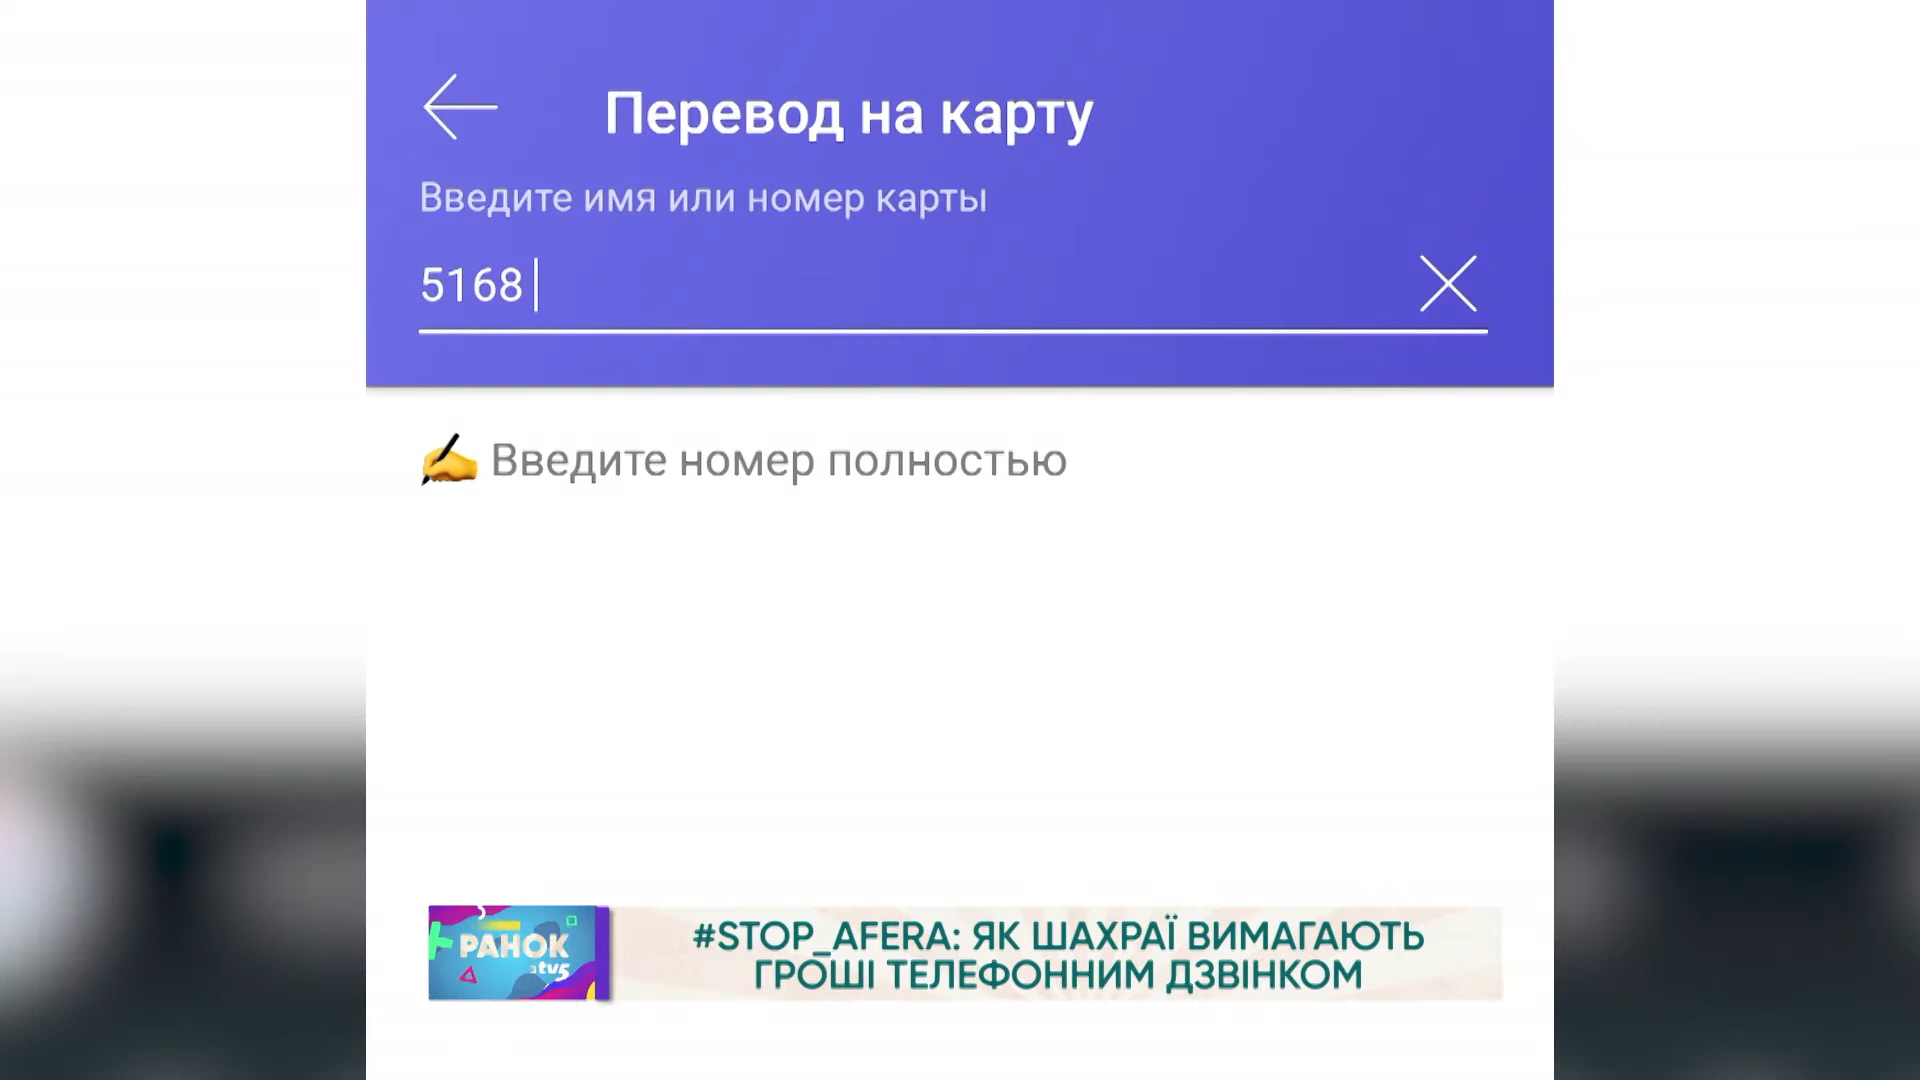 Перевод на карту
Введите имя или номер карты
5168
Введите номер полностью
РАНОК
з tv5
#STOP_AFERA: ЯК ШАХРАЇ ВИМАГАЮТЬ
ГРОШІ ТЕЛЕФОННИМ ДЗВІНКОМ